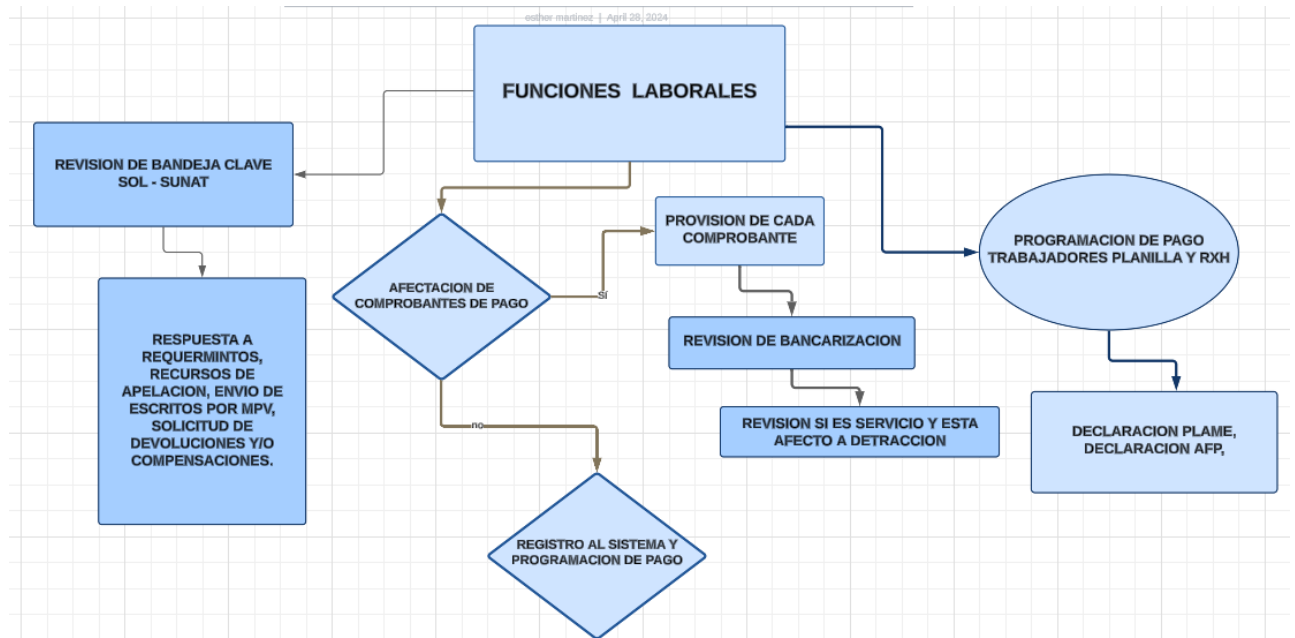 esther martinez | April 28, 2024
FUNCIONES LABORALES
REVISION DE BANDEJA CLAVE
SOL - SUNAT
RESPUESTA A
REQUERMINTOS,
RECURSOS DE
APELACION, ENVIO DE
ESCRITOS POR MPV,
SOLICITUD DE
DEVOLUCIONES Y/O
COMPENSACIONES.
AFECTACION DE
COMPROBANTES DE PAGO
Sí
no
REGISTRO AL SISTEMA Y
PROGRAMACION DE PAGO
PROVISION DE CADA
COMPROBANTE
REVISION DE BANCARIZACION
REVISION SI ES SERVICIO Y ESTA
AFECTO A DETRACCION
PROGRAMACION DE PAGO
TRABAJADORES PLANILLA Y RXH
DECLARACION PLAME,
DECLARACION AFP,